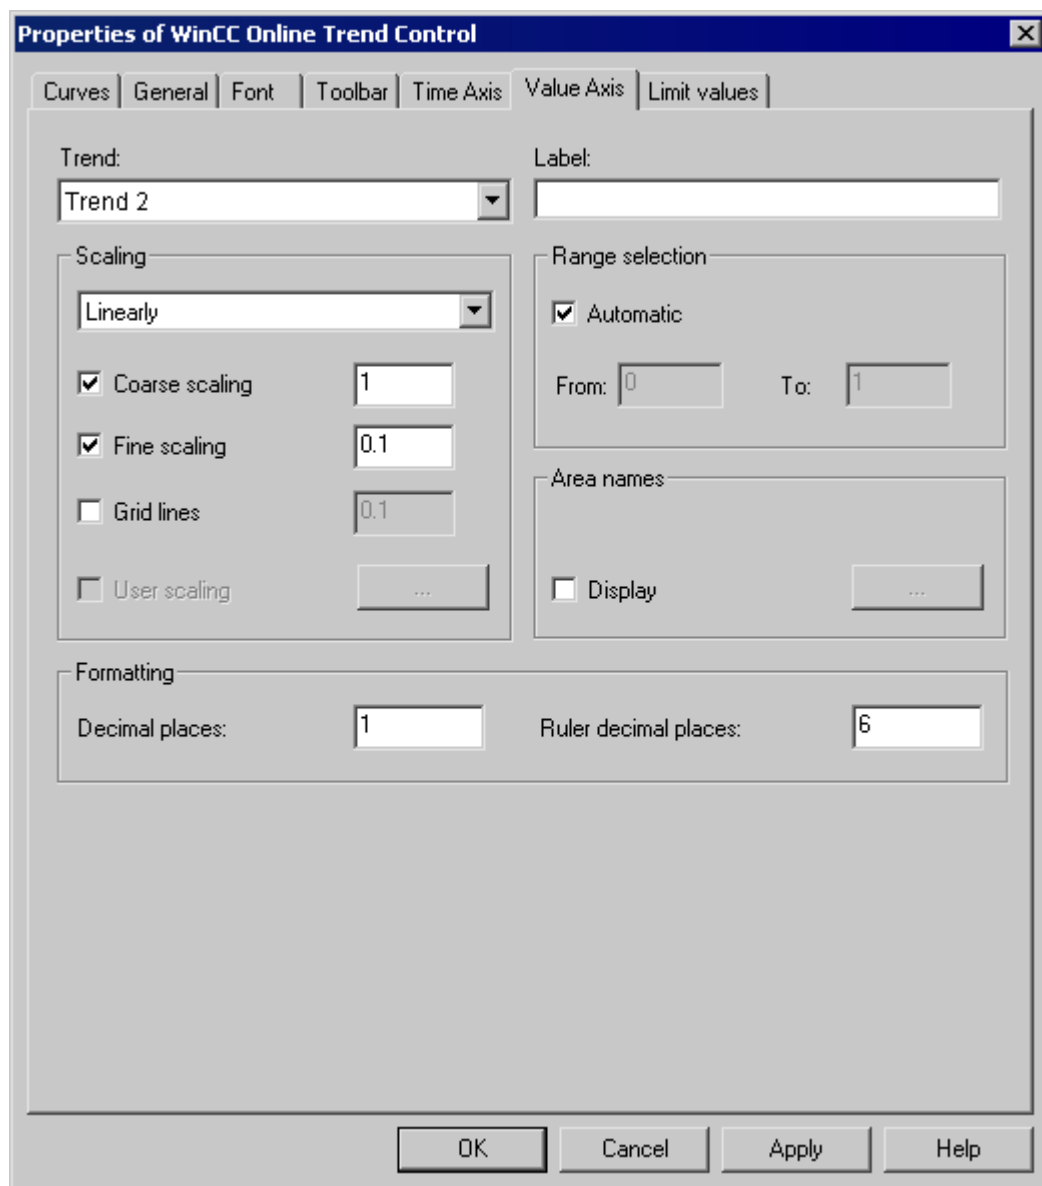 Properties of WinCC Online Trend Control
Curves General Font Toolbar Time Axis Value Axis Limit values
Trend: Label:
Trend 2
Scaling Range selection
Linearly Automatic
Coarse scaling 1 From: 0 To: 1
Fine scaling 0.1
Area names
Grid lines 0.1
User scaling ... Display ...
Formatting
Decimal places: 1 Ruler decimal places: 6
OK Cancel Apply Help